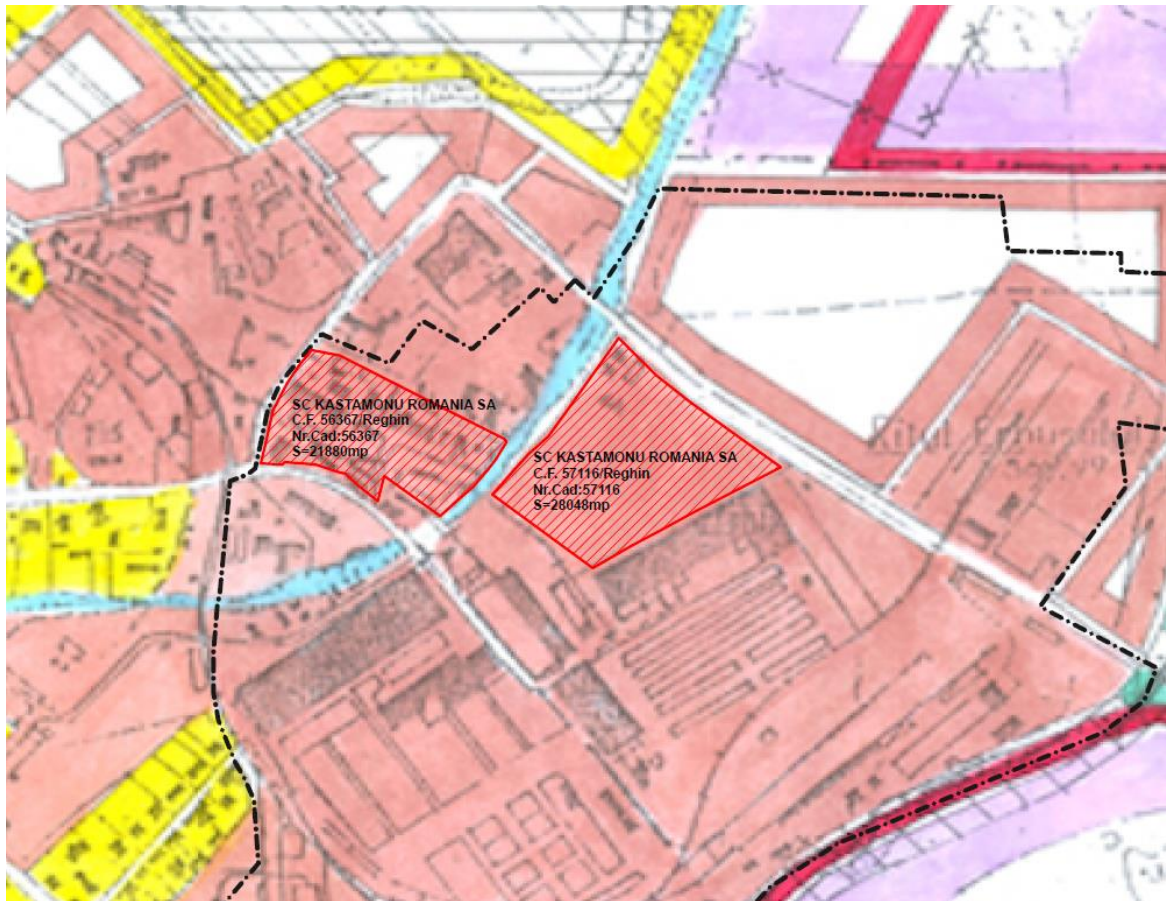 SC KASTAMONU ROMANIA SA
C.F. 56367/Reghin
Nr.Cad:56367
S=21880mp
SC KASTAMONU ROMANIA SA
C.F. 57116/Reghin
Nr.Cad:57116
S=28048mp